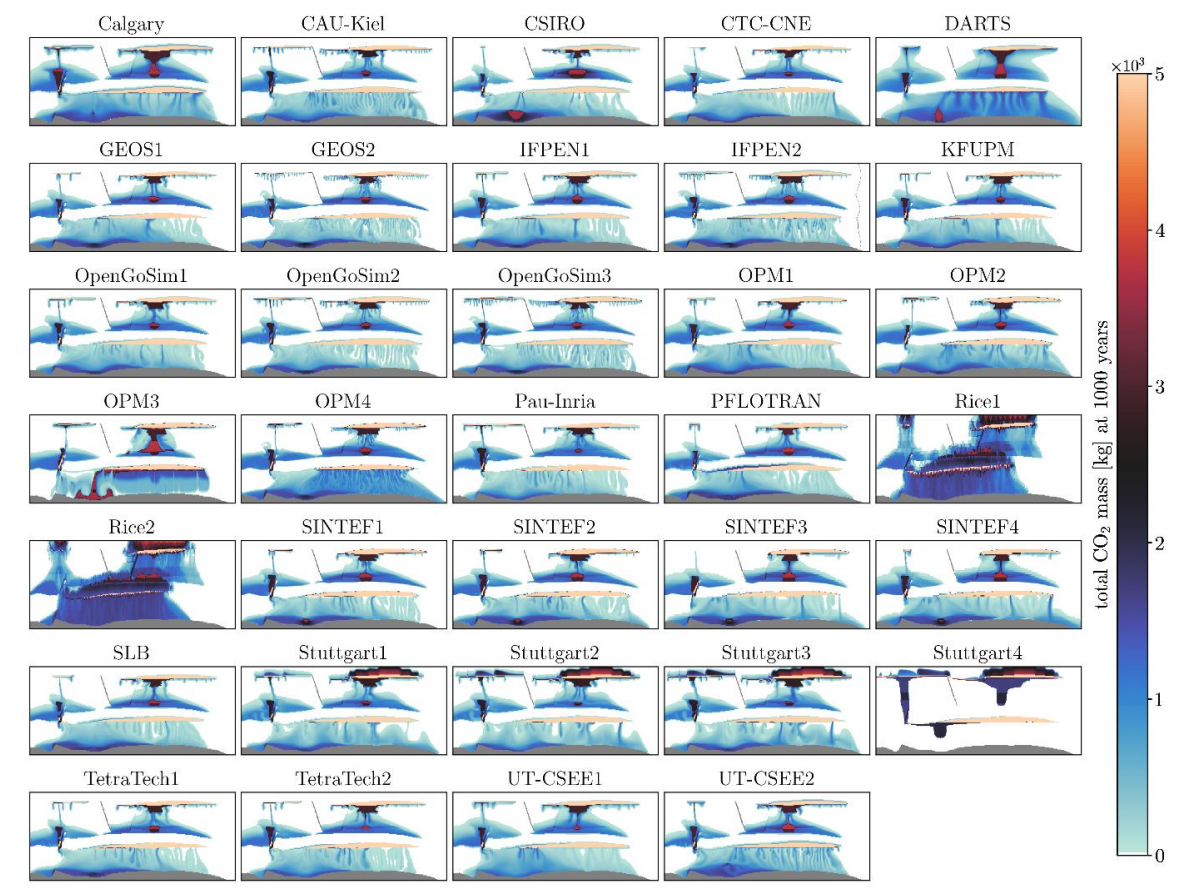 Calgary CAU-Kiel CSIRO CTC-CNE DARTS
GEOS1 GEOS2 IFPEN1 IFPEN2 KFUPM
OpenGoSim1 OpenGoSim2 OpenGoSim3 OPM1 OPM2
OPM3 OPM4 Pau-Inria PFLOTRAN Rice1
Rice2 SINTEF1 SINTEF2 SINTEF3 SINTEF4
SLB Stuttgart1 Stuttgart2 Stuttgart3 Stuttgart4
TetraTech1 TetraTech2 UT-CSEE1 UT-CSEE2
×10³
5
4
3
2
1
0
total CO₂ mass [kg] at 1000 years